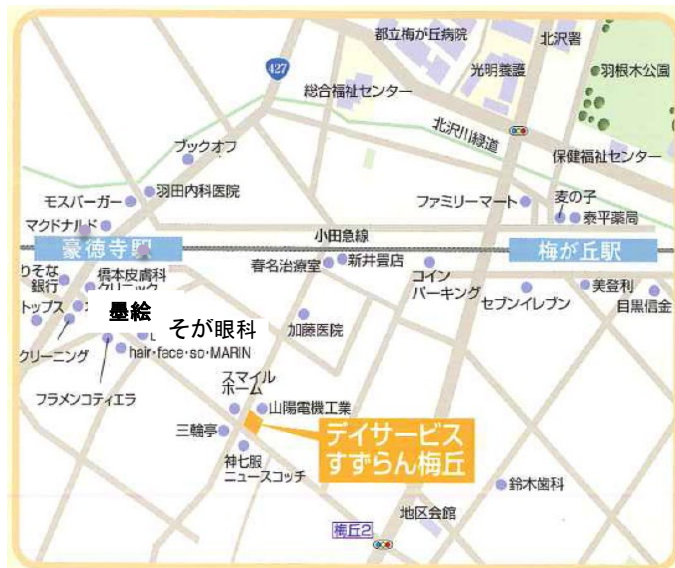 都立梅が丘病院
北沢署
427
光明養護
羽根木公園
総合福祉センター
北沢川緑道
ブックオフ
保健福祉センター
羽田内科医院
モスバーガー
ファミリーマート
麦の子
マクドナルド
泰平薬局
小田急線
豪徳寺駅
梅が丘駅
春名治療室
新井畳店
りそな
銀行
橋本皮膚科
クリニック
コイン
パーキング
セブンイレブン
美登利
目黒信金
トップス
墨絵
そが眼科
加藤医院
クリーニング
hair・face・so・MARIN
フラメンコティエラ
スマイル
ホーム
山陽電機工業
三輪亭
デイサービス
すずらん梅丘
神七服
ニュースコッチ
鈴木歯科
地区会館
梅丘2